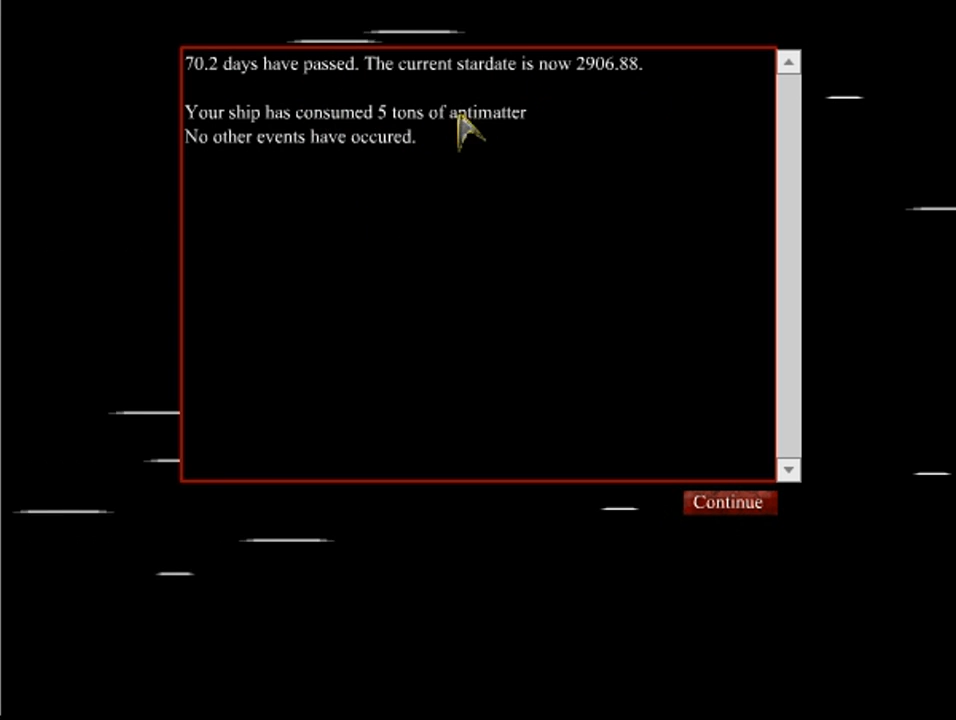 70.2 days have passed. The current stardate is now 2906.88.
Your ship has consumed 5 tons of antimatter
No other events have occured.
Continue